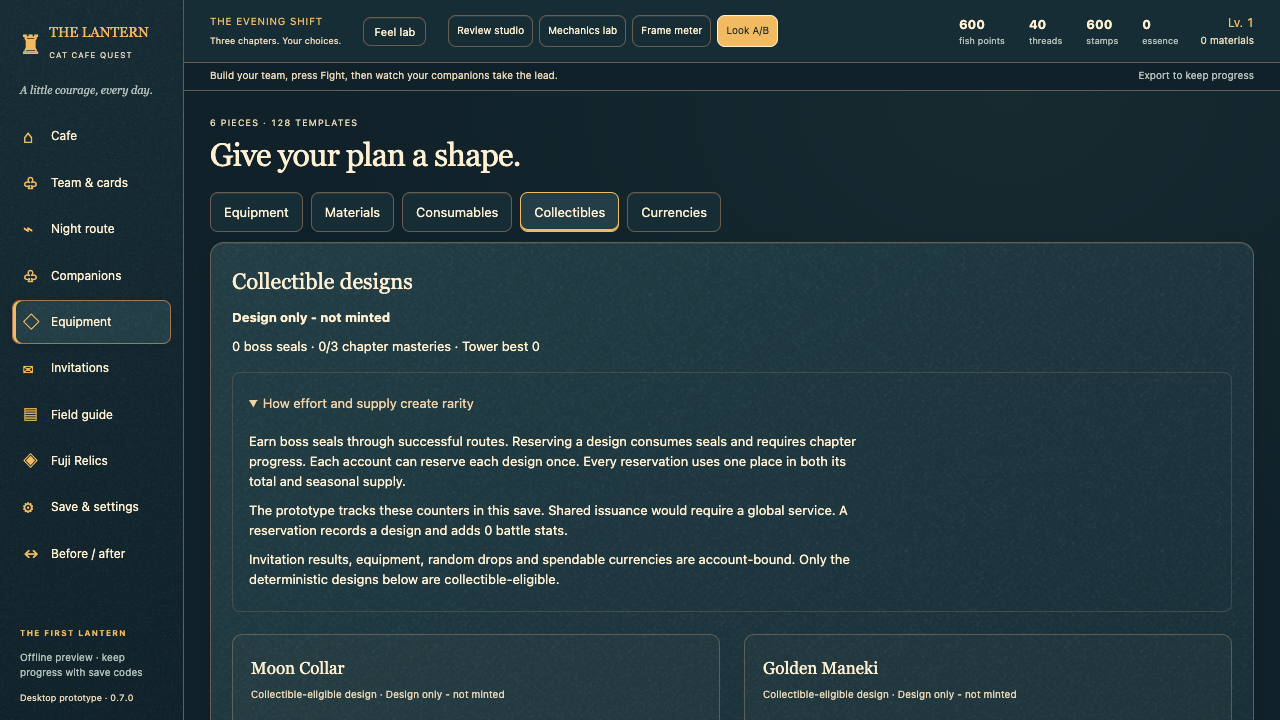 THE LANTERN
CAT CAFE QUEST
A little courage, every day.
Cafe
Team & cards
Night route
Companions
Equipment
Invitations
Field guide
Fuji Relics
Save & settings
Before / after
THE FIRST LANTERN
Offline preview · keep
progress with save codes
Desktop prototype · 0.7.0
THE EVENING SHIFT
Three chapters. Your choices.
Feel lab
Review studio
Mechanics lab
Frame meter
Look A/B
600
fish points
40
threads
600
stamps
0
essence
Lv. 1
0 materials
Build your team, press Fight, then watch your companions take the lead.
Export to keep progress
6 PIECES · 128 TEMPLATES
Give your plan a shape.
Equipment
Materials
Consumables
Collectibles
Currencies
Collectible designs
Design only - not minted
0 boss seals · 0/3 chapter masteries · Tower best 0
▼ How effort and supply create rarity
Earn boss seals through successful routes. Reserving a design consumes seals and requires chapter
progress. Each account can reserve each design once. Every reservation uses one place in both its
total and seasonal supply.
The prototype tracks these counters in this save. Shared issuance would require a global service. A
reservation records a design and adds 0 battle stats.
Invitation results, equipment, random drops and spendable currencies are account-bound. Only the
deterministic designs below are collectible-eligible.
Moon Collar
Collectible-eligible design · Design only - not minted
Golden Maneki
Collectible-eligible design · Design only - not minted